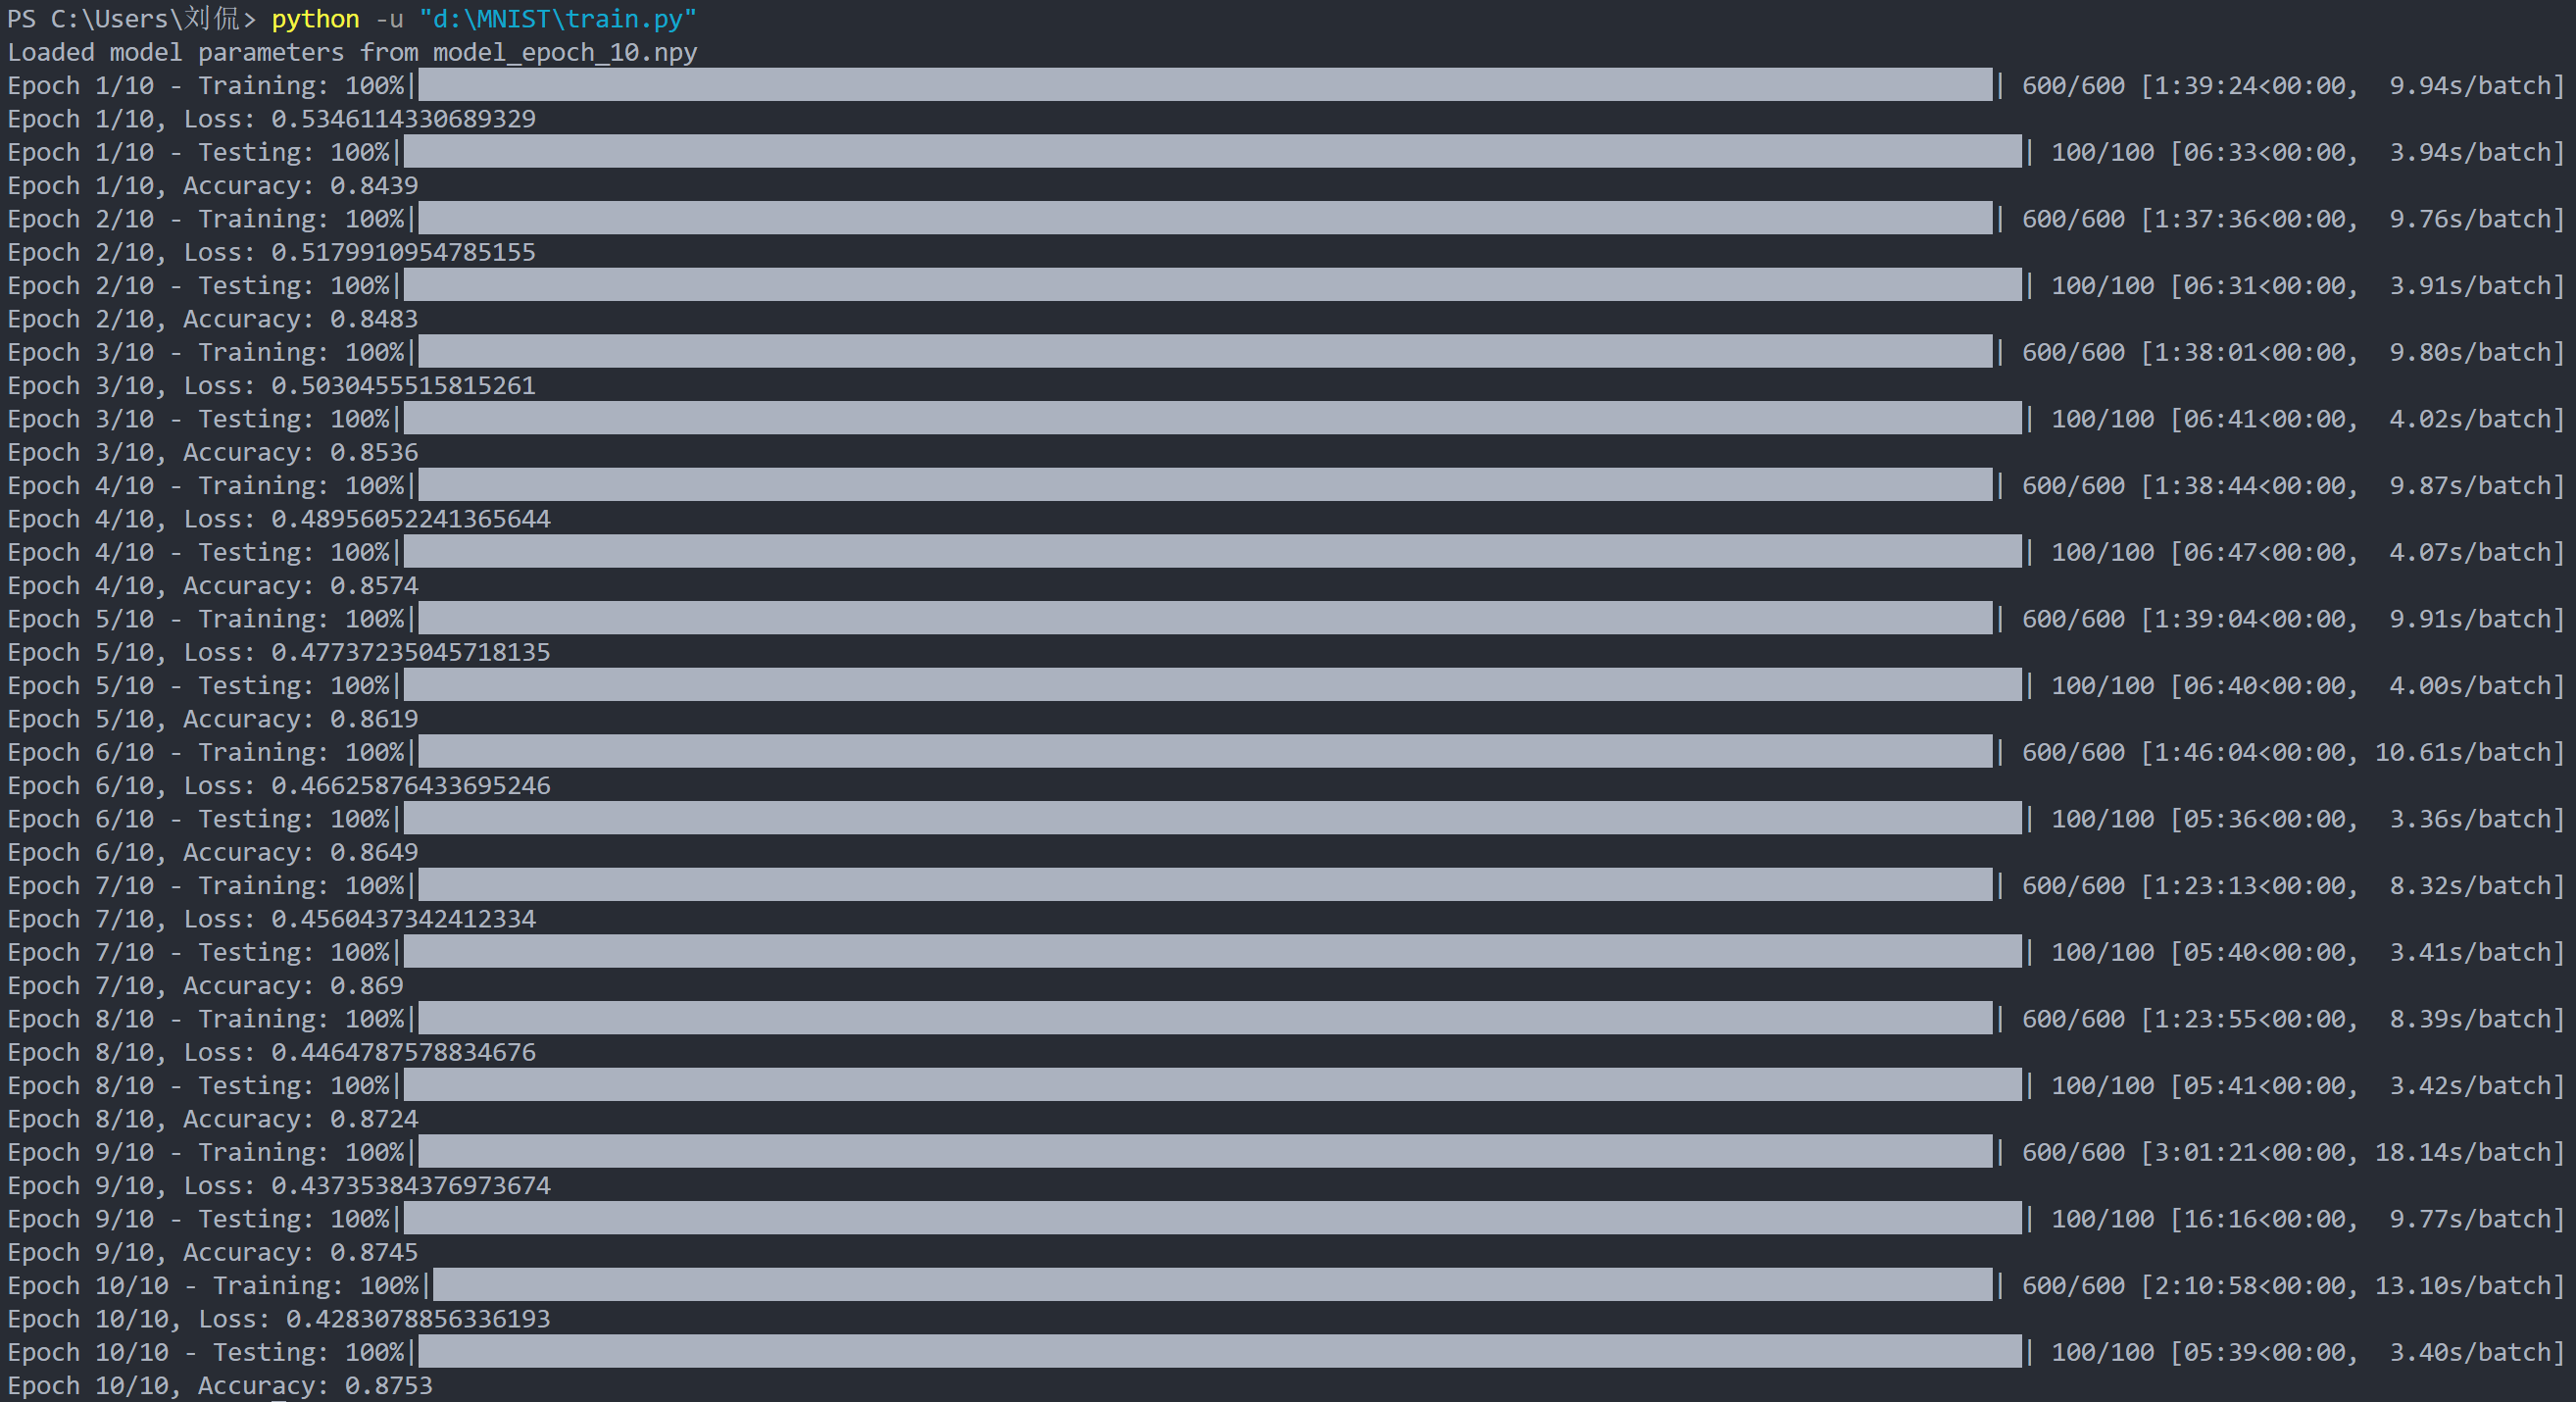 PS C:\Users\刘侃> python -u "d:\MNIST\train.py"
Loaded model parameters from model_epoch_10.npy
Epoch 1/10 - Training: 100%|| 600/600 [1:39:24<00:00,  9.94s/batch]
Epoch 1/10, Loss: 0.5346114330689329
Epoch 1/10 - Testing: 100%|| 100/100 [06:33<00:00,  3.94s/batch]
Epoch 1/10, Accuracy: 0.8439
Epoch 2/10 - Training: 100%|| 600/600 [1:37:36<00:00,  9.76s/batch]
Epoch 2/10, Loss: 0.5179910954785155
Epoch 2/10 - Testing: 100%|| 100/100 [06:31<00:00,  3.91s/batch]
Epoch 2/10, Accuracy: 0.8483
Epoch 3/10 - Training: 100%|| 600/600 [1:38:01<00:00,  9.80s/batch]
Epoch 3/10, Loss: 0.5030455515815261
Epoch 3/10 - Testing: 100%|| 100/100 [06:41<00:00,  4.02s/batch]
Epoch 3/10, Accuracy: 0.8536
Epoch 4/10 - Training: 100%|| 600/600 [1:38:44<00:00,  9.87s/batch]
Epoch 4/10, Loss: 0.48956052241365644
Epoch 4/10 - Testing: 100%|| 100/100 [06:47<00:00,  4.07s/batch]
Epoch 4/10, Accuracy: 0.8574
Epoch 5/10 - Training: 100%|| 600/600 [1:39:04<00:00,  9.91s/batch]
Epoch 5/10, Loss: 0.47737235045718135
Epoch 5/10 - Testing: 100%|| 100/100 [06:40<00:00,  4.00s/batch]
Epoch 5/10, Accuracy: 0.8619
Epoch 6/10 - Training: 100%|| 600/600 [1:46:04<00:00, 10.61s/batch]
Epoch 6/10, Loss: 0.46625876433695246
Epoch 6/10 - Testing: 100%|| 100/100 [05:36<00:00,  3.36s/batch]
Epoch 6/10, Accuracy: 0.8649
Epoch 7/10 - Training: 100%|| 600/600 [1:23:13<00:00,  8.32s/batch]
Epoch 7/10, Loss: 0.4560437342412334
Epoch 7/10 - Testing: 100%|| 100/100 [05:40<00:00,  3.41s/batch]
Epoch 7/10, Accuracy: 0.869
Epoch 8/10 - Training: 100%|| 600/600 [1:23:55<00:00,  8.39s/batch]
Epoch 8/10, Loss: 0.4464787578834676
Epoch 8/10 - Testing: 100%|| 100/100 [05:41<00:00,  3.42s/batch]
Epoch 8/10, Accuracy: 0.8724
Epoch 9/10 - Training: 100%|| 600/600 [3:01:21<00:00, 18.14s/batch]
Epoch 9/10, Loss: 0.43735384376973674
Epoch 9/10 - Testing: 100%|| 100/100 [16:16<00:00,  9.77s/batch]
Epoch 9/10, Accuracy: 0.8745
Epoch 10/10 - Training: 100%|| 600/600 [2:10:58<00:00, 13.10s/batch]
Epoch 10/10, Loss: 0.4283078856336193
Epoch 10/10 - Testing: 100%|| 100/100 [05:39<00:00,  3.40s/batch]
Epoch 10/10, Accuracy: 0.8753